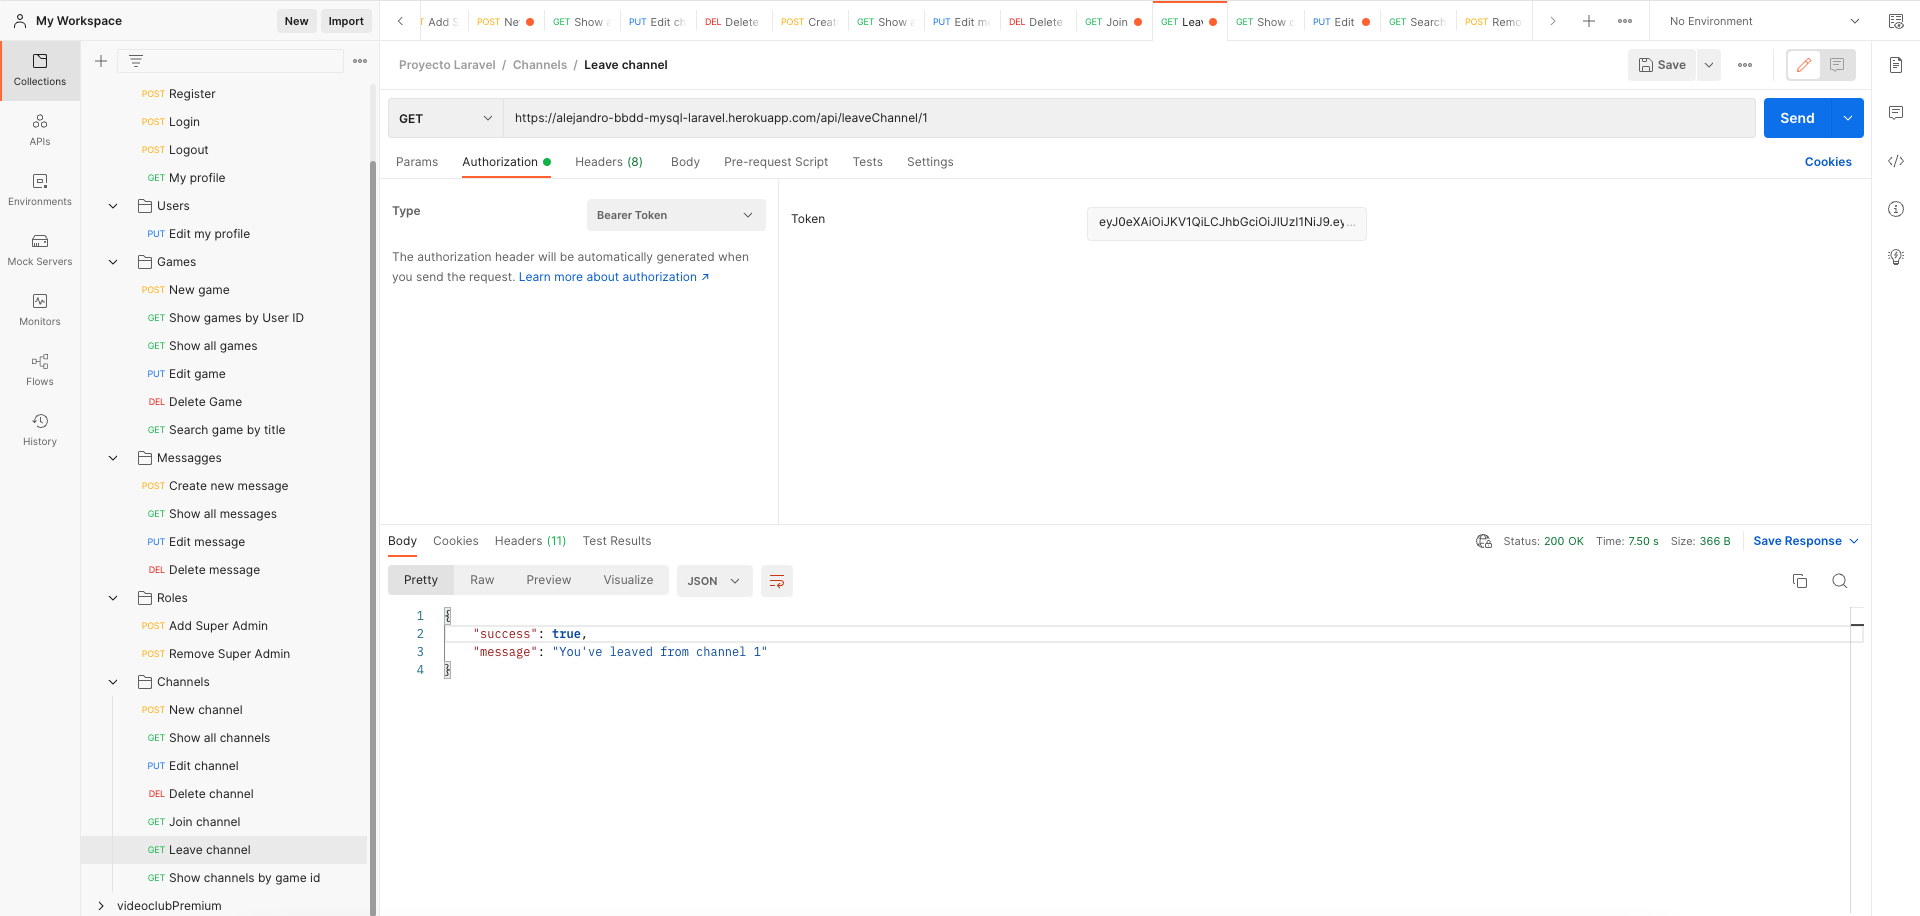 My Workspace
New
Import
Add S
POST Ne
GET Show a
PUT Edit ch
DEL Delete
POST Create
GET Show a
PUT Edit me
DEL Delete
GET Join
GET Leav
GET Show c
PUT Edit
GET Search
POST Remo
No Environment
Collections
APIs
Environments
Mock Servers
Monitors
Flows
History
POST Register
POST Login
POST Logout
GET My profile
Users
PUT Edit my profile
Games
POST New game
GET Show games by User ID
GET Show all games
PUT Edit game
DEL Delete Game
GET Search game by title
Messagges
POST Create new message
GET Show all messages
PUT Edit message
DEL Delete message
Roles
POST Add Super Admin
POST Remove Super Admin
Channels
POST New channel
GET Show all channels
PUT Edit channel
DEL Delete channel
GET Join channel
GET Leave channel
GET Show channels by game id
videoclubPremium
Proyecto Laravel / Channels / Leave channel
Save
GET
https://alejandro-bbdd-mysql-laravel.herokuapp.com/api/leaveChannel/1
Send
Params
Authorization
Headers (8)
Body
Pre-request Script
Tests
Settings
Cookies
Type
Bearer Token
The authorization header will be automatically generated when
you send the request. Learn more about authorization ↗
Token
eyJ0eXAiOiJKV1QiLCJhbGciOiJIUzI1NiJ9.ey...
Body
Cookies
Headers (11)
Test Results
Status: 200 OK
Time: 7.50 s
Size: 366 B
Save Response
Pretty
Raw
Preview
Visualize
JSON
1 {
2 "success": true,
3 "message": "You've leaved from channel 1"
4 }